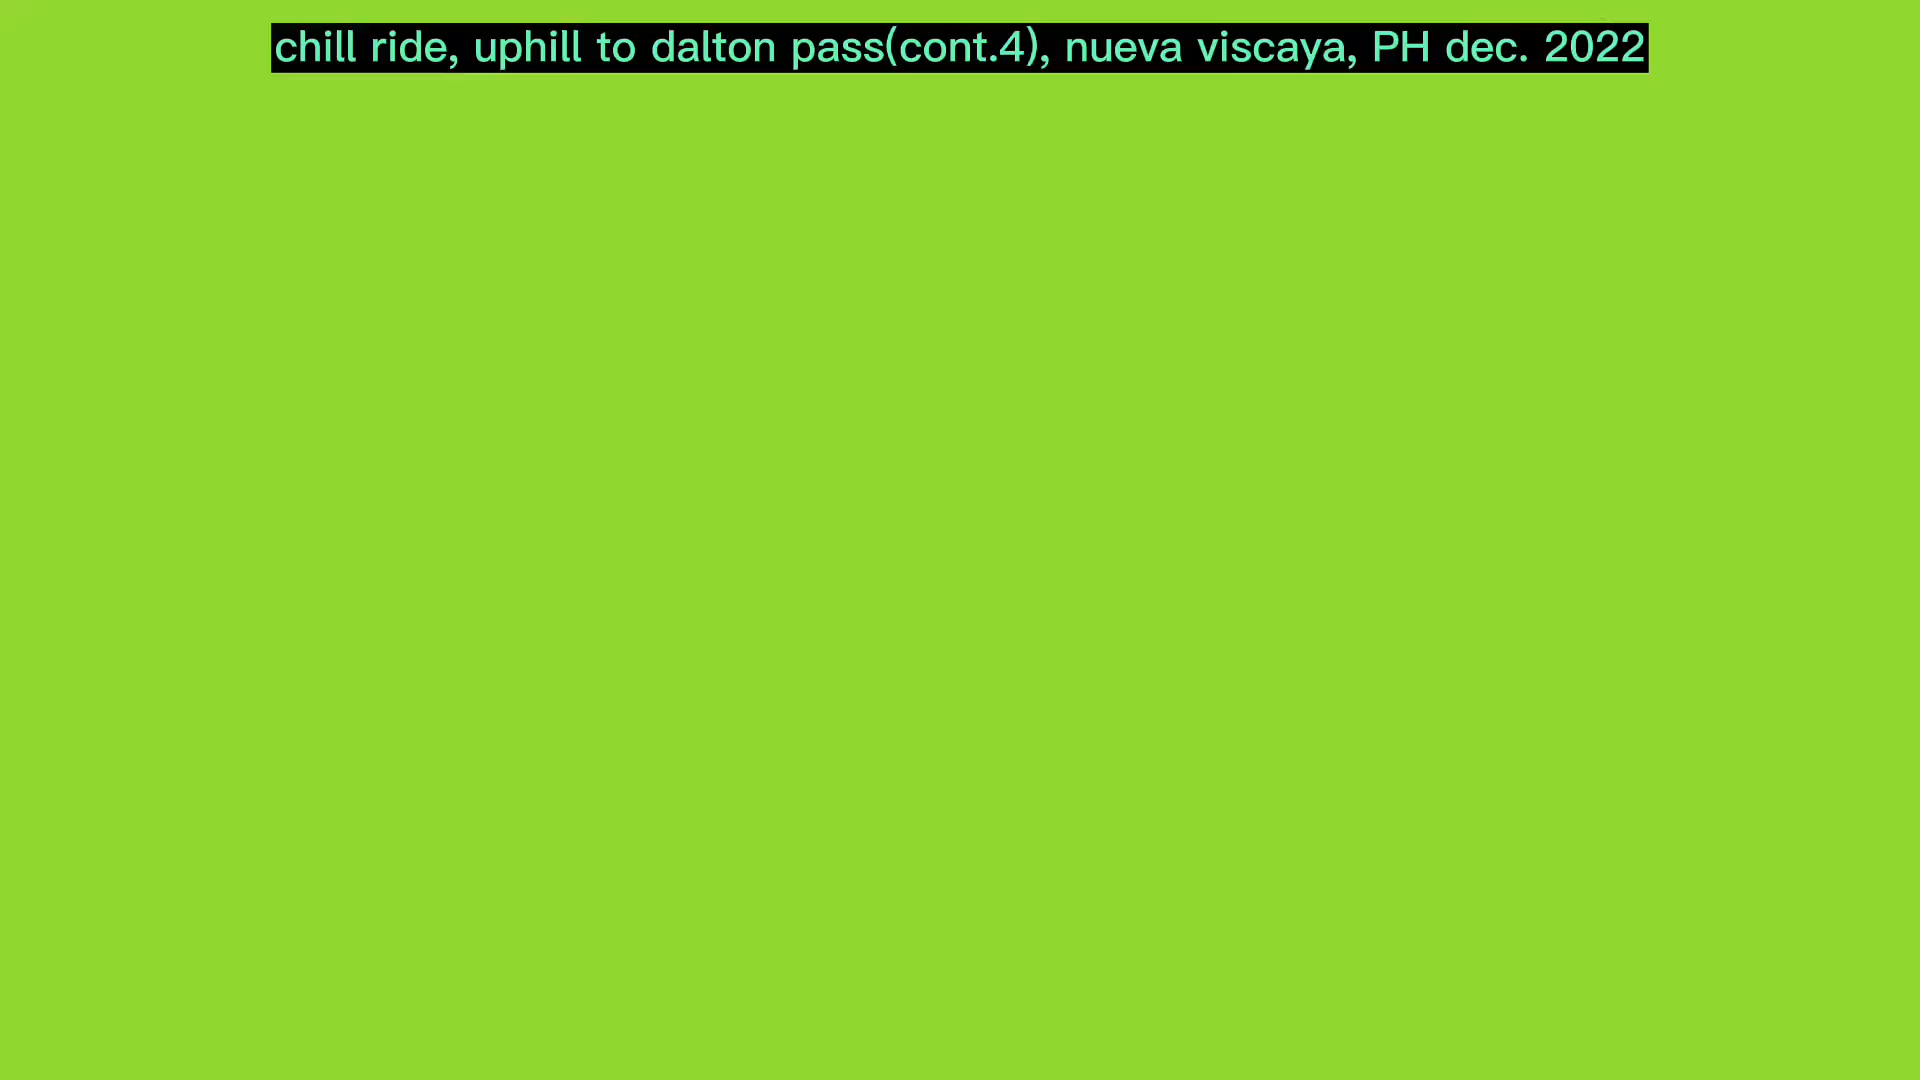 chill ride, uphill to dalton pass(cont.4), nueva viscaya, PH dec. 2022